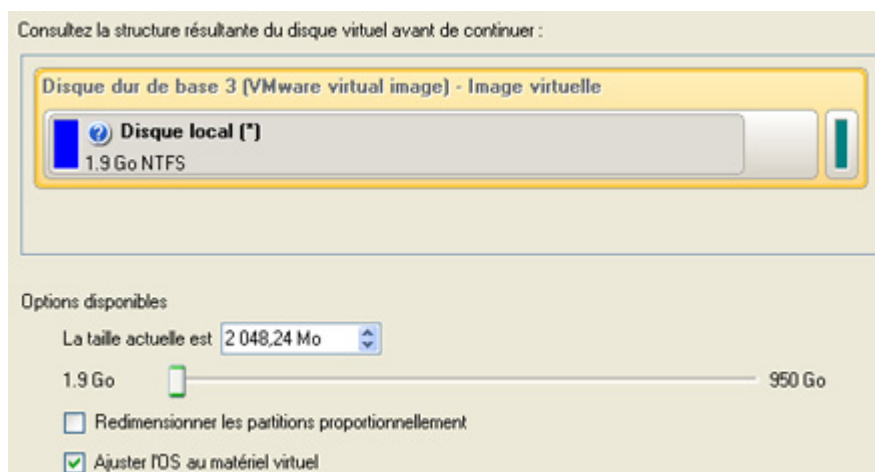 Consultez la structure résultante du disque virtuel avant de continuer :
Disque dur de base 3 (VMware virtual image) - Image virtuelle
Disque local (*)
1.9 Go NTFS
Options disponibles
La taille actuelle est 2 048,24 Mo
1.9 Go 950 Go
Redimensionner les partitions proportionnellement
Ajuster l'OS au matériel virtuel